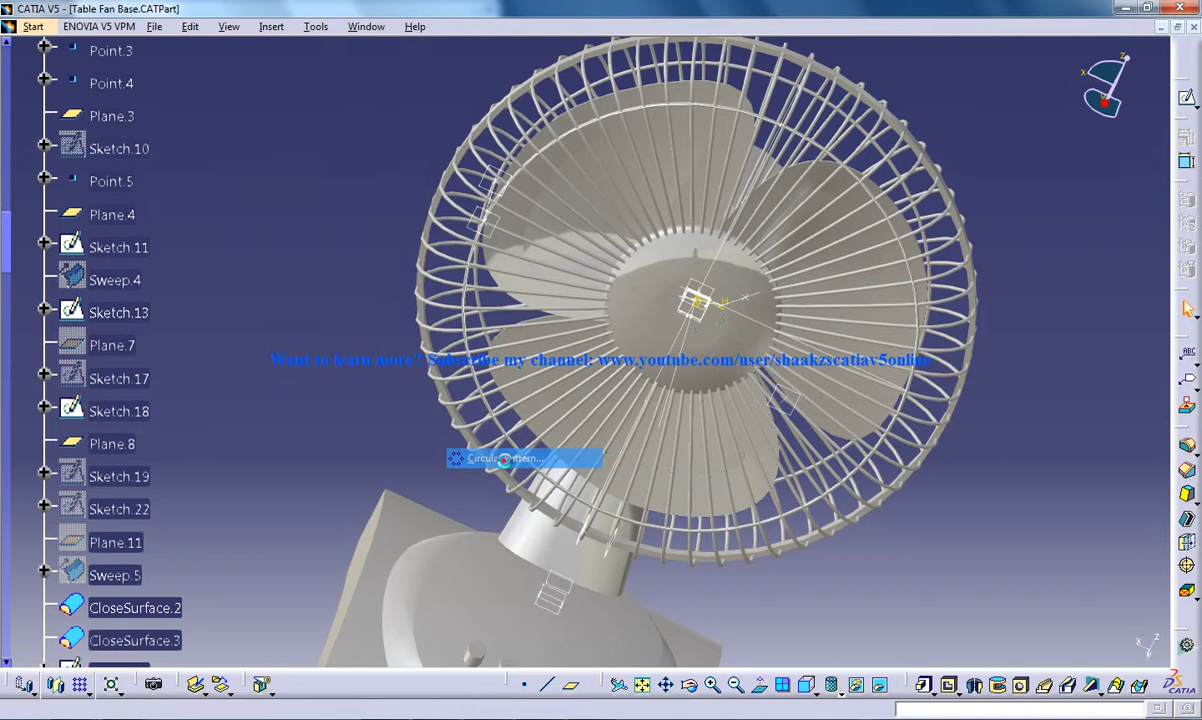 CATIA V5 - [Table Fan Base.CATPart]
Start ENOVIA V5 VPM File Edit Insert Tools Window Help
Point.3
Point.4
Plane.3
Sketch.10
Point.5
Plane.4
Sketch.11
Sweep.4
Sketch.13
Plane.7
Want to learn more? Subscribe my channel: www.youtube.com/user/shaakzscatiav5online
Sketch.17
Sketch.18
Plane.8
Circular Pattern...
Sketch.19
Sketch.22
Plane.11
Sweep.5
CloseSurface.2
CloseSurface.3
CATIA